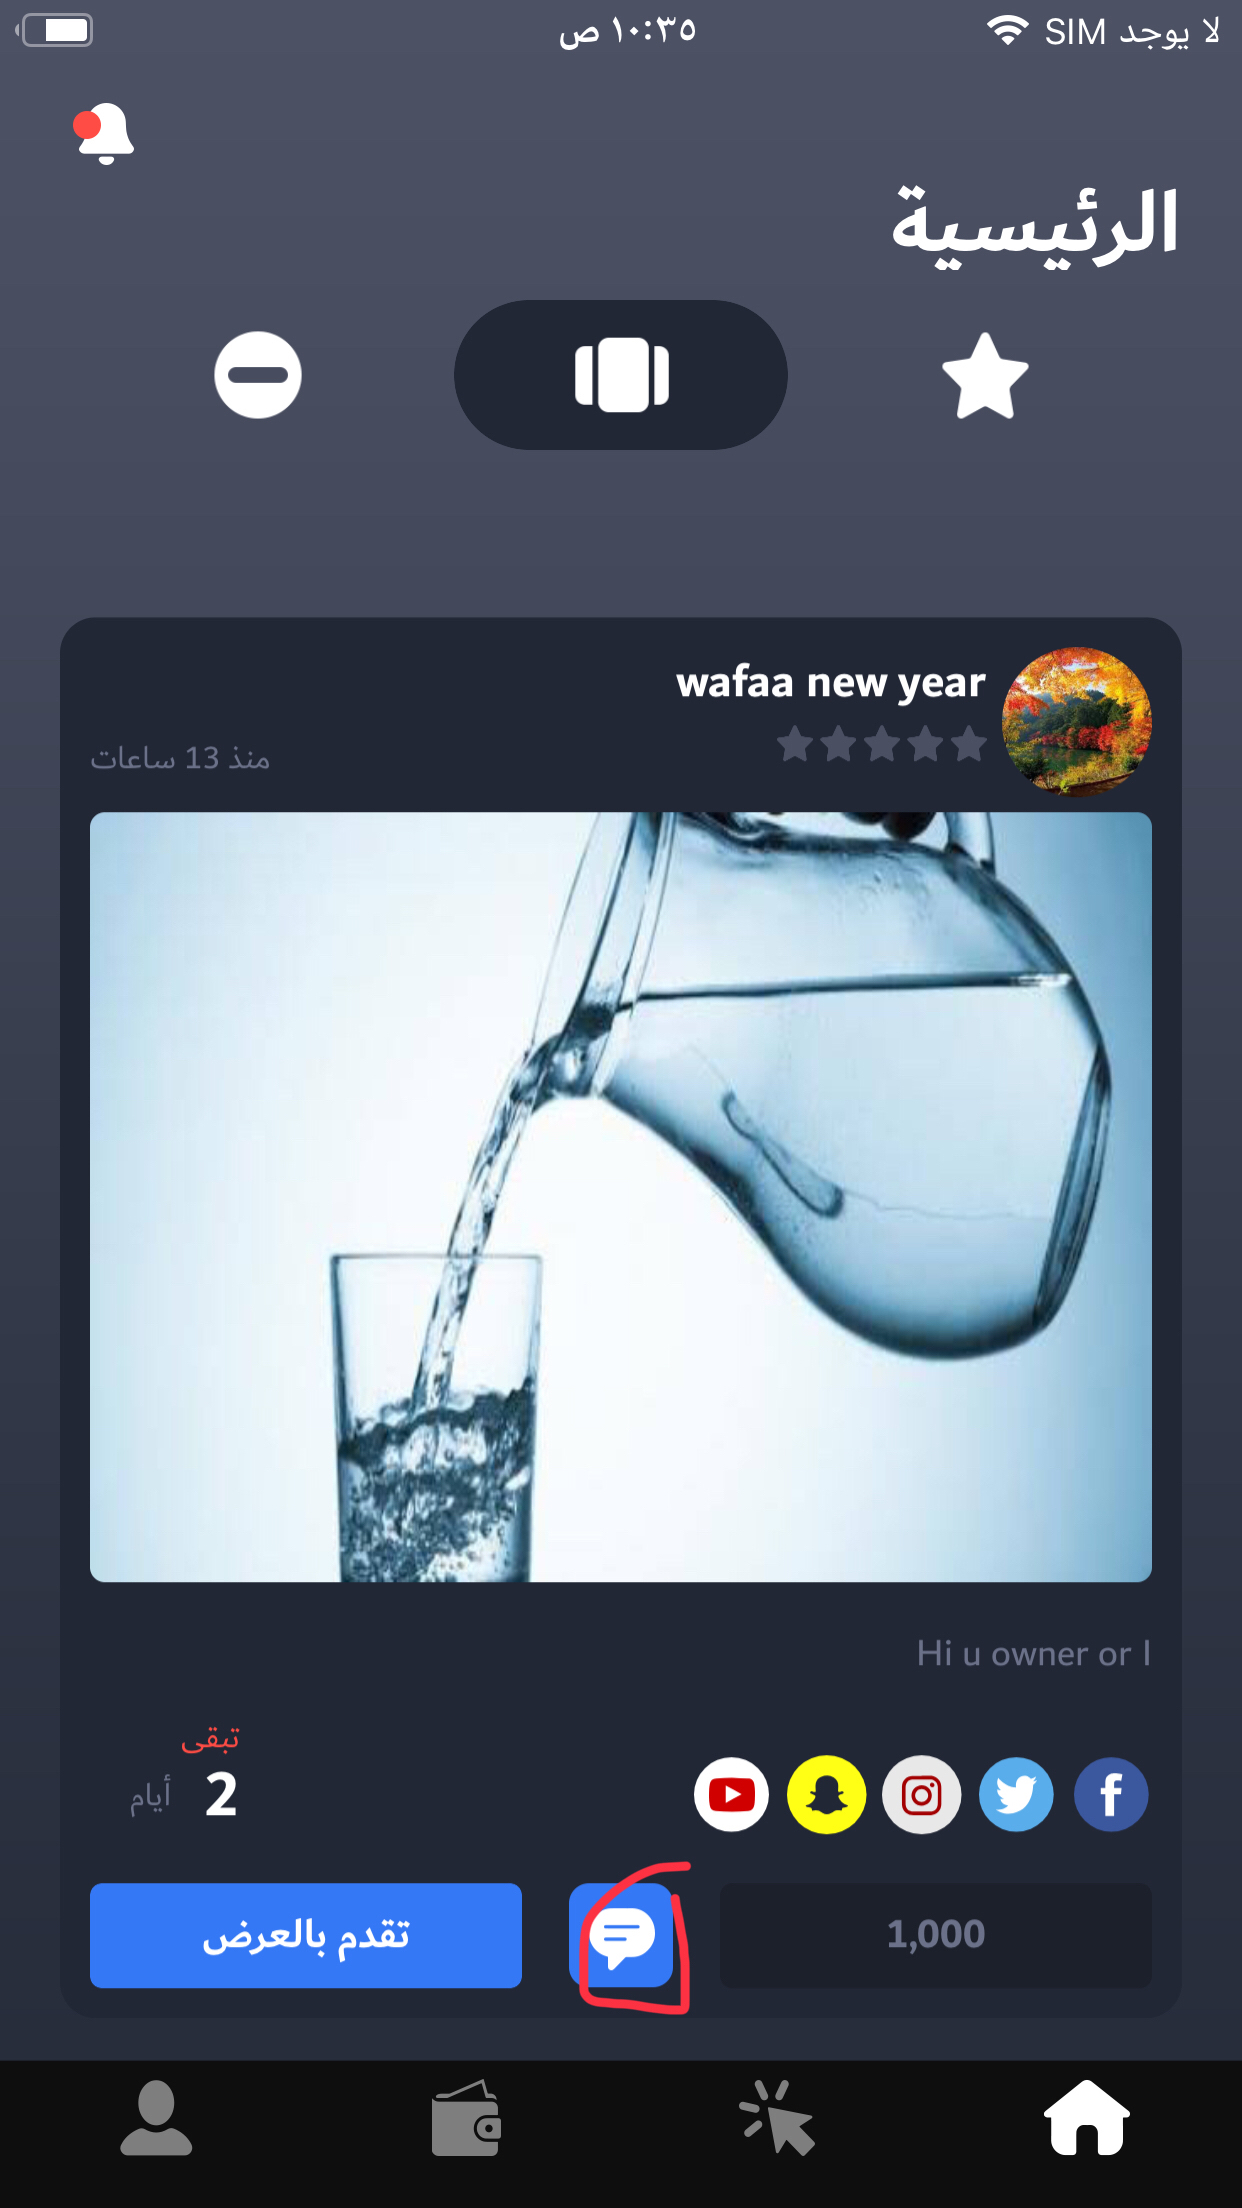 لا يوجد SIM
١٠:٣٥ ص
الرئيسية
wafaa new year
منذ 13 ساعات
Hi u owner or I
تبقى
2 أيام
1,000
تقدم بالعرض